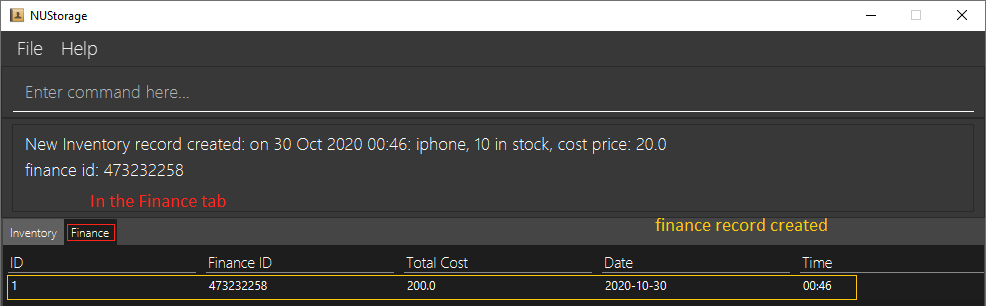 NUStorage
File Help
Enter command here...
New Inventory record created: on 30 Oct 2020 00:46: iphone, 10 in stock, cost price: 20.0
finance id: 473232258
In the Finance tab
finance record created
Inventory Finance
ID Finance ID Total Cost Date Time
1 473232258 200.0 2020-10-30 00:46